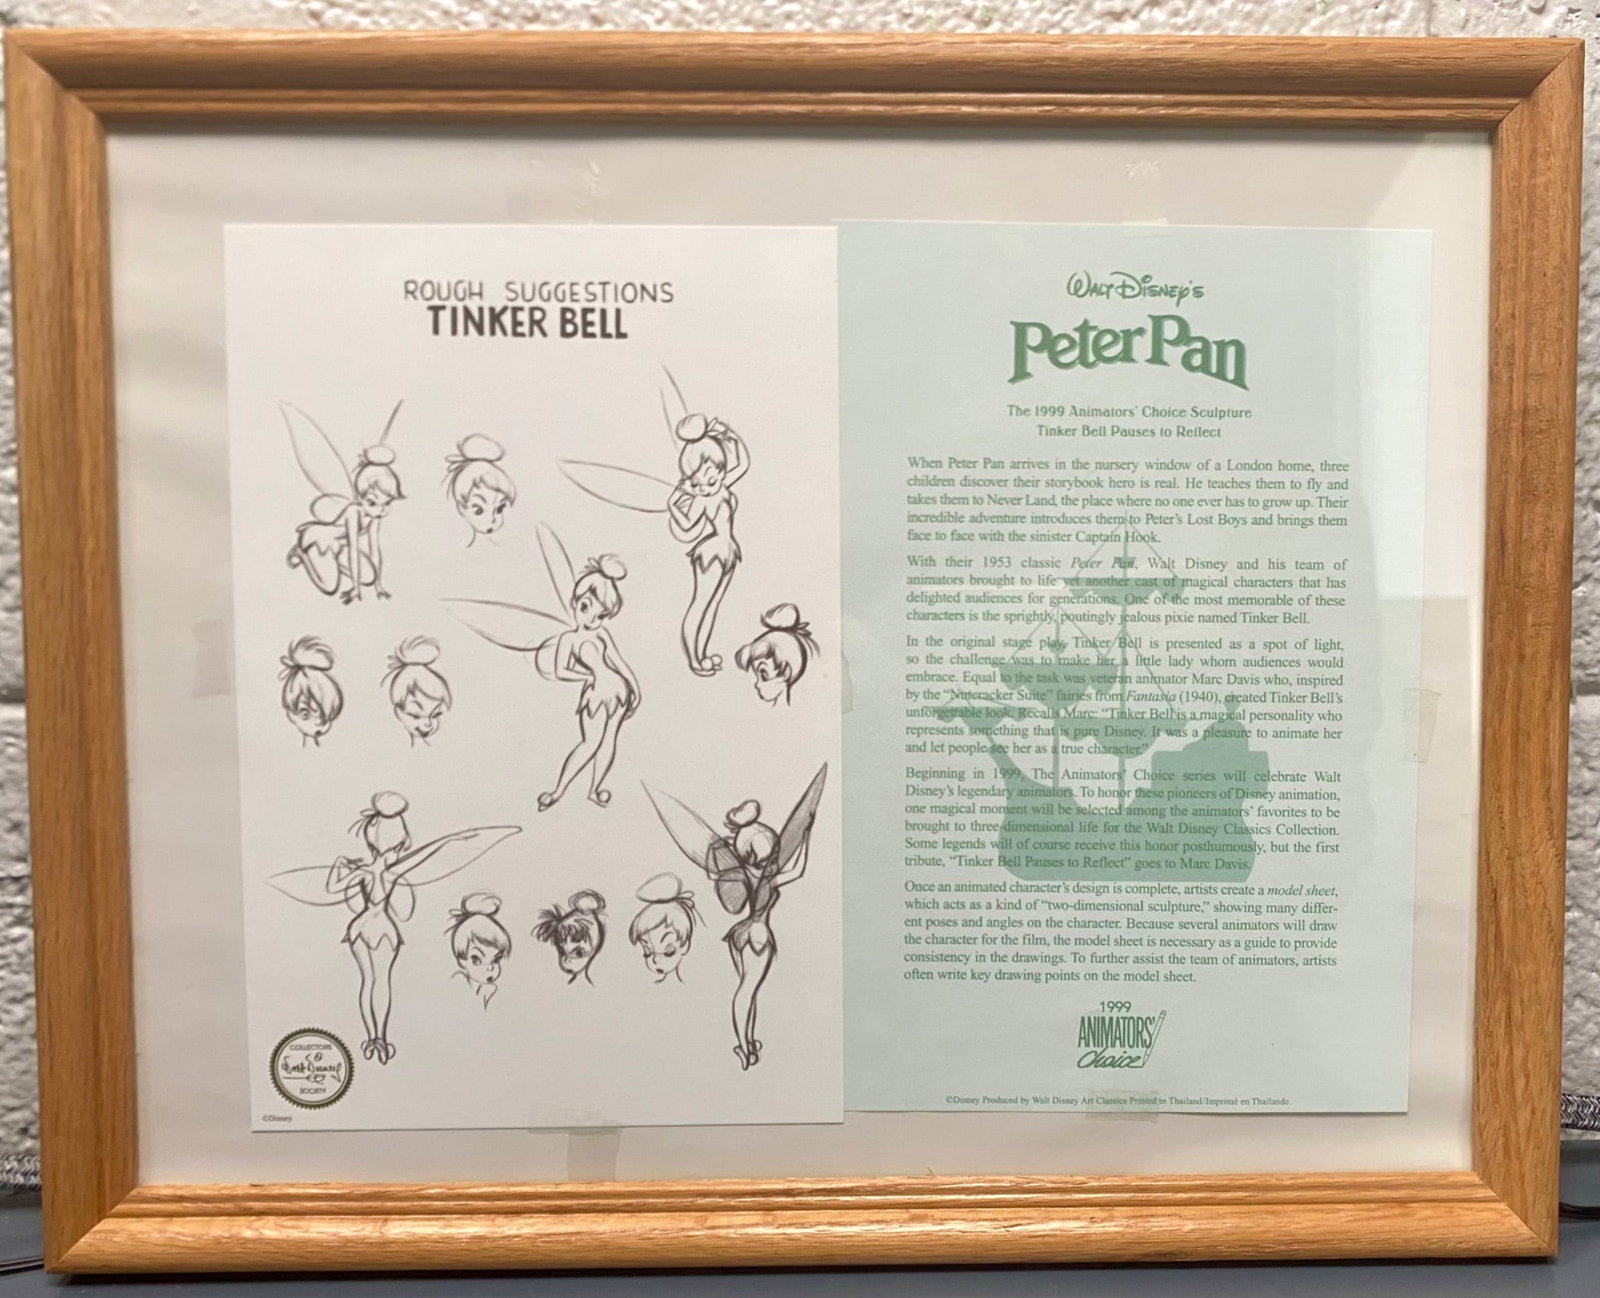 ROUGH SUGGESTIONS
TINKER BELL
COLLECTORS
Walt Disney
SOCIETY
©Disney
WALT DISNEY'S
Peter Pan
The 1999 Animators' Choice Sculpture
Tinker Bell Pauses to Reflect
When Peter Pan arrives in the nursery window of a London home, three
children discover their storybook hero is real. He teaches them to fly and
takes them to Never Land, the place where no one ever has to grow up. Their
incredible adventure introduces them to Peter's Lost Boys and brings them
face to face with the sinister Captain Hook.
With their 1953 classic Peter Pan, Walt Disney and his team of
animators brought to life yet another cast of magical characters that has
delighted audiences for generations. One of the most memorable of these
characters is the sprightly, poutingly jealous pixie named Tinker Bell.
In the original stage play, Tinker Bell is presented as a spot of light,
so the challenge was to make her a little lady whom audiences would
embrace. Equal to the task was veteran animator Marc Davis who, inspired
by the “Nutcracker Suite” fairies from Fantasia (1940), created Tinker Bell's
unforgettable look. Recalls Marc: “Tinker Bell is a magical personality who
represents something that is pure Disney. It was a pleasure to animate her
and let people see her as a true character.”
Beginning in 1999, The Animators' Choice series will celebrate Walt
Disney's legendary animators. To honor these pioneers of Disney animation,
one magical moment will be selected among the animators' favorites to be
brought to three-dimensional life for the Walt Disney Classics Collection.
Some legends will of course receive this honor posthumously, but the first
tribute, “Tinker Bell Pauses to Reflect” goes to Marc Davis.
Once an animated character's design is complete, artists create a model sheet,
which acts as a kind of “two-dimensional sculpture,” showing many differ-
ent poses and angles on the character. Because several animators will draw
the character for the film, the model sheet is necessary as a guide to provide
consistency in the drawings. To further assist the team of animators, artists
often write key drawing points on the model sheet.
1999
ANIMATORS'
Choice
©Disney Produced by Walt Disney Art Classics Printed in Thailand/Imprimé en Thaïlande.